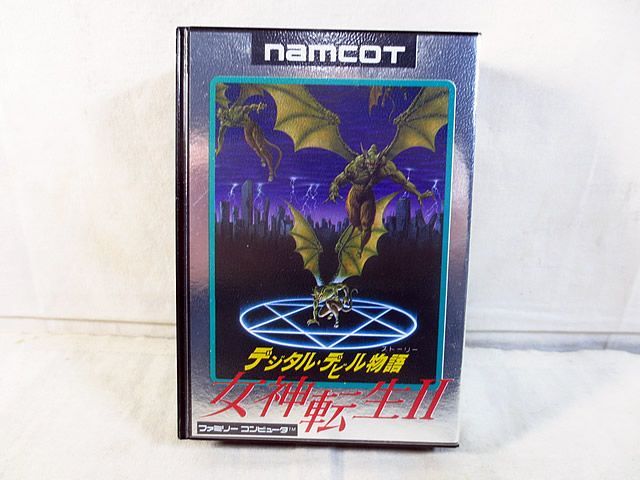 namcot
ストーリー
デジタル・デビル物語
女神転生II
ファミリー コンピュータ™